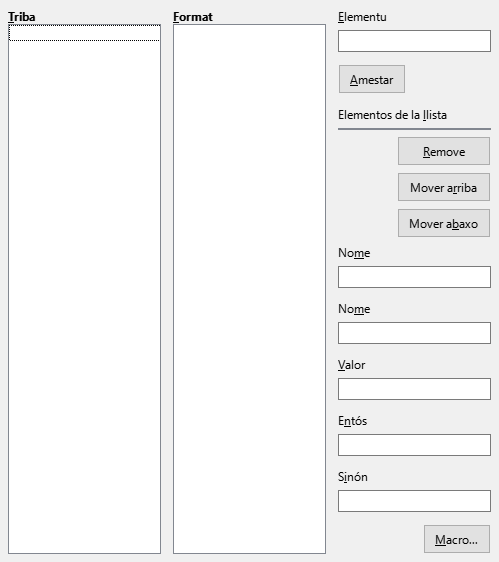 Triba
Format
Elementu
Amestar
Elementos de la llista
Remove
Mover arriba
Mover abaxo
Nome
Nome
Valor
Entós
Sinón
Macro...